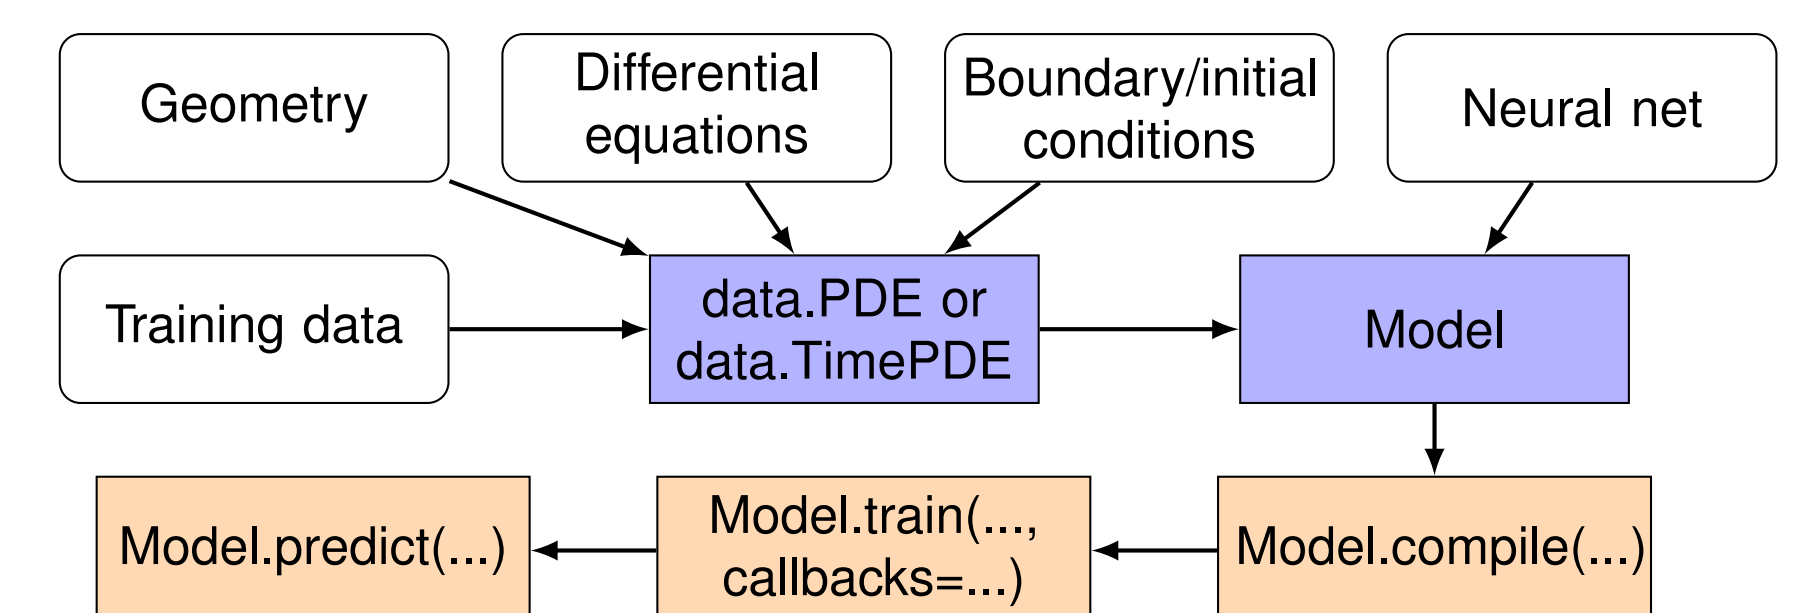 Geometry
Differential
equations
Boundary/initial
conditions
Neural net
Training data
data.PDE or
data.TimePDE
Model
Model.predict(...)
Model.train(...,
callbacks=...)
Model.compile(...)